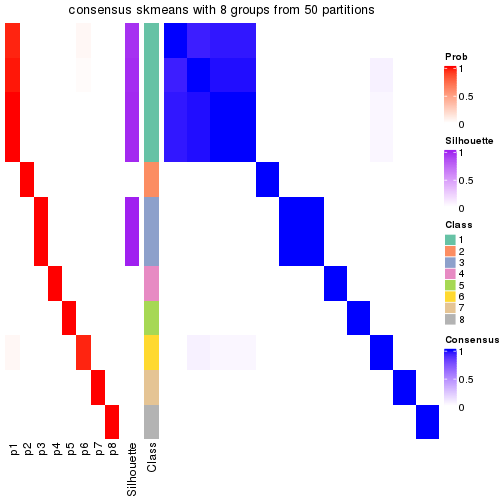 consensus skmeans with 8 groups from 50 partitions
Prob
1
0.5
0
Silhouette
1
0.5
0
Class
1
2
3
4
5
6
7
8
Consensus
1
0.5
0
p1
p2
p3
p4
p5
p6
p7
p8
Silhouette
Class